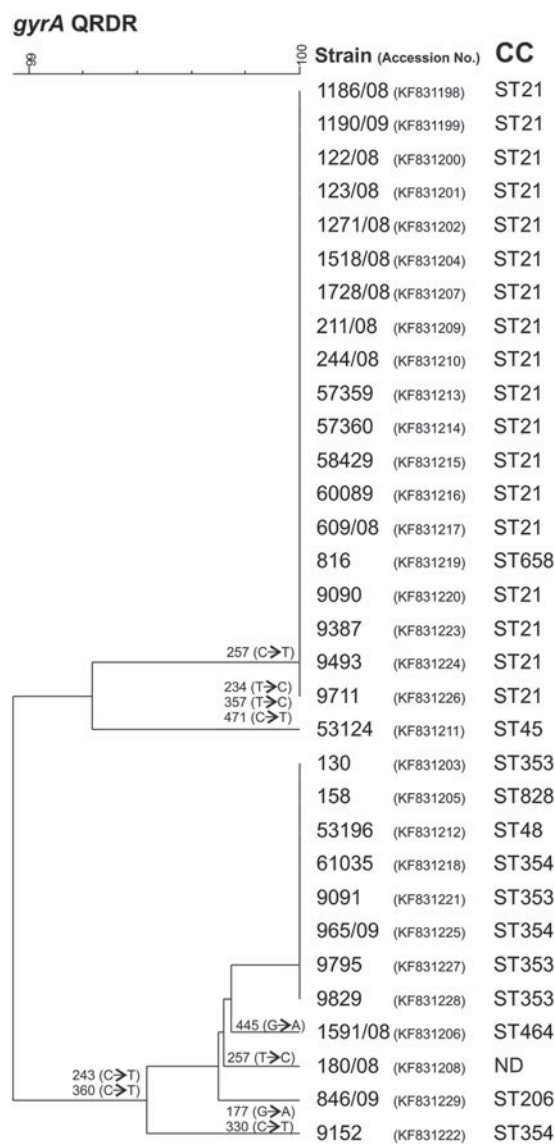 gyrA QRDR
99 100 Strain (Accession No.) CC
1186/08 (KF831198) ST21
1190/09 (KF831199) ST21
122/08 (KF831200) ST21
123/08 (KF831201) ST21
1271/08 (KF831202) ST21
1518/08 (KF831204) ST21
1728/08 (KF831207) ST21
211/08 (KF831209) ST21
244/08 (KF831210) ST21
57359 (KF831213) ST21
57360 (KF831214) ST21
58429 (KF831215) ST21
60089 (KF831216) ST21
609/08 (KF831217) ST21
816 (KF831219) ST658
9090 (KF831220) ST21
9387 (KF831223) ST21
257 (C→T) 9493 (KF831224) ST21
234 (T→C)
357 (T→C) 9711 (KF831226) ST21
471 (C→T)
53124 (KF831211) ST45
130 (KF831203) ST353
158 (KF831205) ST828
53196 (KF831212) ST48
61035 (KF831218) ST354
9091 (KF831221) ST353
965/09 (KF831225) ST354
9795 (KF831227) ST353
9829 (KF831228) ST353
445 (G→A) 1591/08 (KF831206) ST464
257 (T→C) 180/08 (KF831208) ND
243 (C→T)
360 (C→T) 846/09 (KF831229) ST206
177 (G→A)
330 (C→T) 9152 (KF831222) ST354